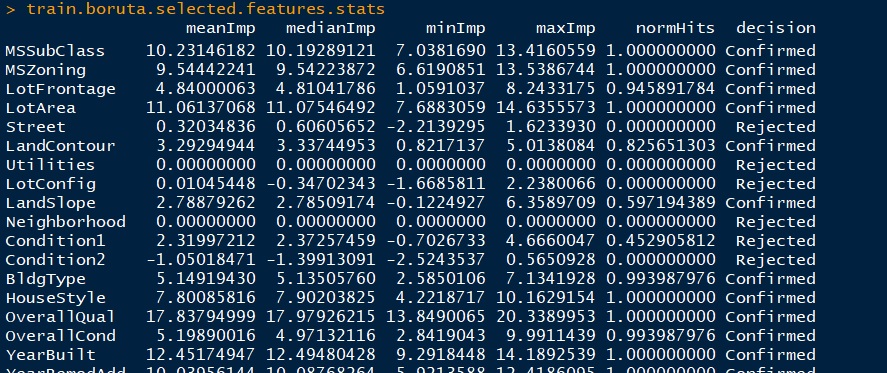 > train.boruta.selected.features.stats
meanImp medianImp minImp maxImp normHits decision
MSSubClass 10.23146182 10.19289121 7.0381690 13.4160559 1.000000000 Confirmed
MSZoning 9.54442241 9.54223872 6.6190851 13.5386744 1.000000000 Confirmed
LotFrontage 4.84000063 4.81041786 1.0591037 8.2433175 0.945891784 Confirmed
LotArea 11.06137068 11.07546492 7.6883059 14.6355573 1.000000000 Confirmed
Street 0.32034836 0.60605652 -2.2139295 1.6233930 0.000000000 Rejected
LandContour 3.29294944 3.33744953 0.8217137 5.0138084 0.825651303 Confirmed
Utilities 0.00000000 0.00000000 0.0000000 0.0000000 0.000000000 Rejected
LotConfig 0.01045448 -0.34702343 -1.6685811 2.2380066 0.000000000 Rejected
LandSlope 2.78879262 2.78509174 -0.1224927 6.3589709 0.597194389 Confirmed
Neighborhood 0.00000000 0.00000000 0.0000000 0.0000000 0.000000000 Rejected
Condition1 2.31997212 2.37257459 -0.7026733 4.6660047 0.452905812 Rejected
Condition2 -1.05018471 -1.39913091 -2.5243537 0.5650928 0.000000000 Rejected
BldgType 5.14919430 5.13505760 2.5850106 7.1341928 0.993987976 Confirmed
HouseStyle 7.80085816 7.90203825 4.2218717 10.1629154 1.000000000 Confirmed
OverallQual 17.83794999 17.97926215 13.8490065 20.3389953 1.000000000 Confirmed
OverallCond 5.19890016 4.97132116 2.8419043 9.9911439 0.993987976 Confirmed
YearBuilt 12.45174947 12.49480428 9.2918448 14.1892539 1.000000000 Confirmed